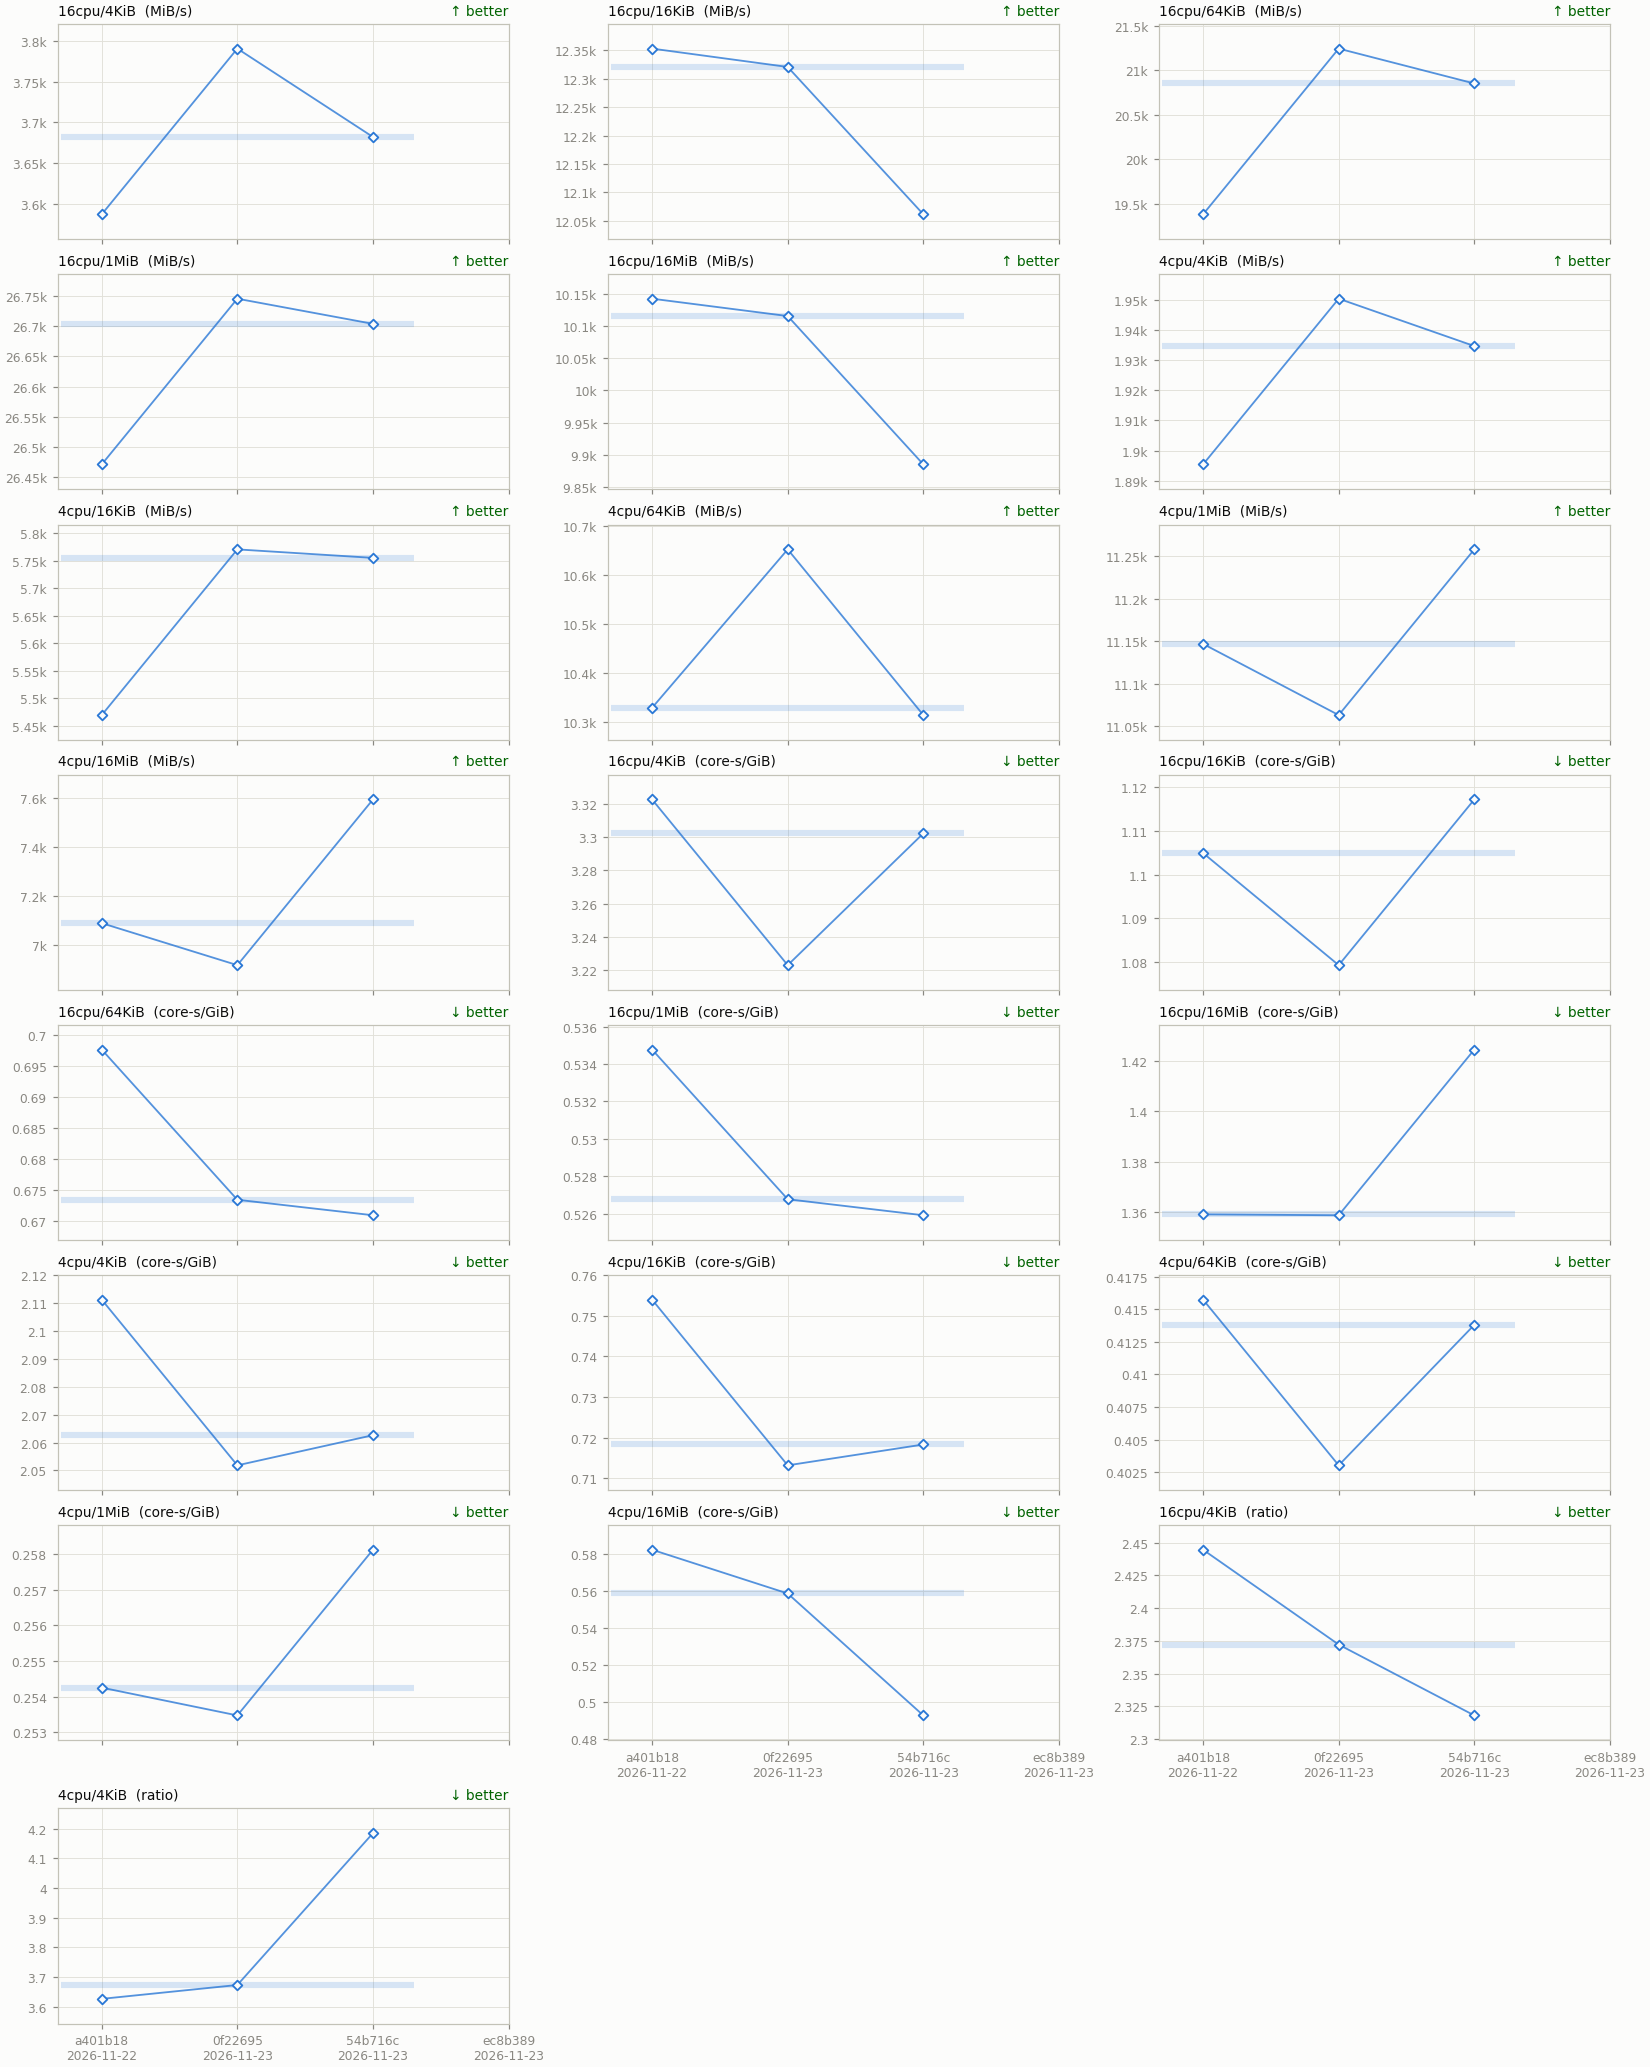 16cpu/4KiB (MiB/s) ↑ better
3.8k
3.75k
3.7k
3.65k
3.6k
16cpu/16KiB (MiB/s) ↑ better
12.35k
12.3k
12.25k
12.2k
12.15k
12.1k
12.05k
16cpu/64KiB (MiB/s) ↑ better
21.5k
21k
20.5k
20k
19.5k
16cpu/1MiB (MiB/s) ↑ better
26.75k
26.7k
26.65k
26.6k
26.55k
26.5k
26.45k
16cpu/16MiB (MiB/s) ↑ better
10.15k
10.1k
10.05k
10k
9.95k
9.9k
9.85k
4cpu/4KiB (MiB/s) ↑ better
1.95k
1.94k
1.93k
1.92k
1.91k
1.9k
1.89k
4cpu/16KiB (MiB/s) ↑ better
5.8k
5.75k
5.7k
5.65k
5.6k
5.55k
5.5k
5.45k
4cpu/64KiB (MiB/s) ↑ better
10.7k
10.6k
10.5k
10.4k
10.3k
4cpu/1MiB (MiB/s) ↑ better
11.25k
11.2k
11.15k
11.1k
11.05k
4cpu/16MiB (MiB/s) ↑ better
7.6k
7.4k
7.2k
7k
16cpu/4KiB (core-s/GiB) ↓ better
3.32
3.3
3.28
3.26
3.24
3.22
16cpu/16KiB (core-s/GiB) ↓ better
1.12
1.11
1.1
1.09
1.08
16cpu/64KiB (core-s/GiB) ↓ better
0.7
0.695
0.69
0.685
0.68
0.675
0.67
16cpu/1MiB (core-s/GiB) ↓ better
0.536
0.534
0.532
0.53
0.528
0.526
16cpu/16MiB (core-s/GiB) ↓ better
1.42
1.4
1.38
1.36
4cpu/4KiB (core-s/GiB) ↓ better
2.12
2.11
2.1
2.09
2.08
2.07
2.06
2.05
4cpu/16KiB (core-s/GiB) ↓ better
0.76
0.75
0.74
0.73
0.72
0.71
4cpu/64KiB (core-s/GiB) ↓ better
0.4175
0.415
0.4125
0.41
0.4075
0.405
0.4025
4cpu/1MiB (core-s/GiB) ↓ better
0.258
0.257
0.256
0.255
0.254
0.253
4cpu/16MiB (core-s/GiB) ↓ better
0.58
0.56
0.54
0.52
0.5
0.48
a401b18 0f22695 54b716c ec8b389
2026-11-22 2026-11-23 2026-11-23 2026-11-23
16cpu/4KiB (ratio) ↓ better
2.45
2.425
2.4
2.375
2.35
2.325
2.3
a401b18 0f22695 54b716c ec8b389
2026-11-22 2026-11-23 2026-11-23 2026-11-23
4cpu/4KiB (ratio) ↓ better
4.2
4.1
4
3.9
3.8
3.7
3.6
a401b18 0f22695 54b716c ec8b389
2026-11-22 2026-11-23 2026-11-23 2026-11-23